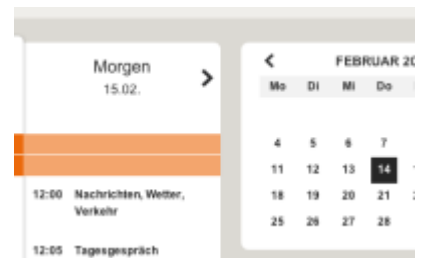 Morgen
15.02.
12:00 Nachrichten, Wetter,
Verkehr
12:05 Tagesgespräch
FEBRUAR 20
Mo Di Mi Do
4 5 6 7
11 12 13 14
18 19 20 21
25 26 27 28